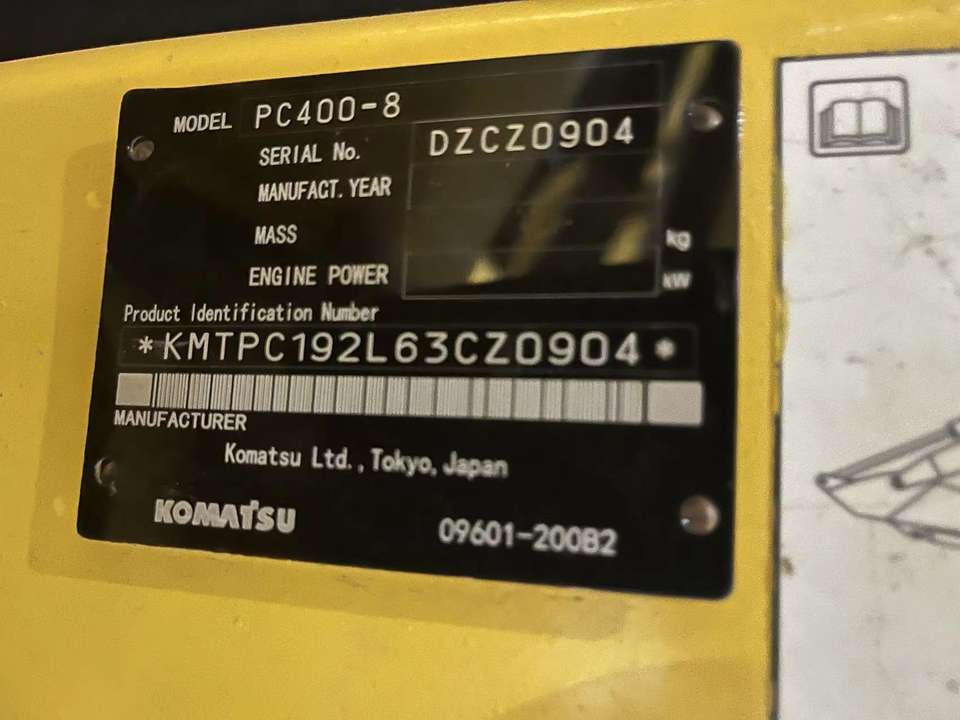 MODEL PC400-8
SERIAL No. DZCZ0904
MANUFACT. YEAR
MASS kg
ENGINE POWER kW
Product Identification Number
*KMTPC192L63CZ0904*
MANUFACTURER
Komatsu Ltd., Tokyo, Japan
KOMATSU 09601-200B2